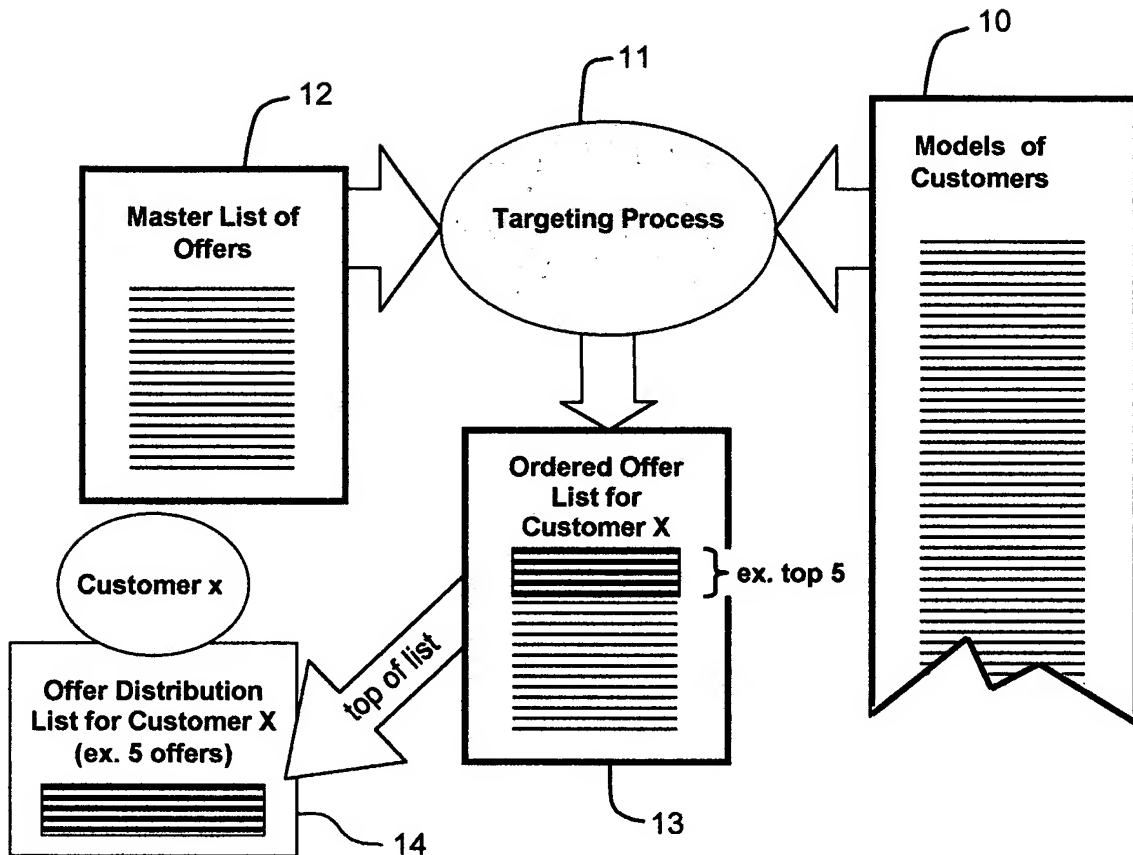 10
11
12
Models of
Customers
Master List of
Offers
Targeting Process
Ordered Offer
List for
Customer X
ex. top 5
Customer x
top of list
Offer Distribution
List for Customer X
(ex. 5 offers)
13
14